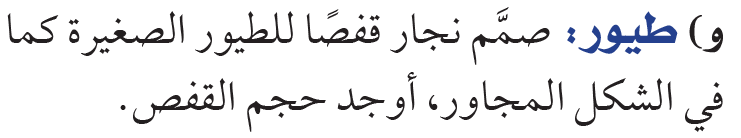 و) طيور: صمَّم نجار قفصًا للطيور الصغيرة كما
في الشكل المجاور، أوجد حجم القفص.